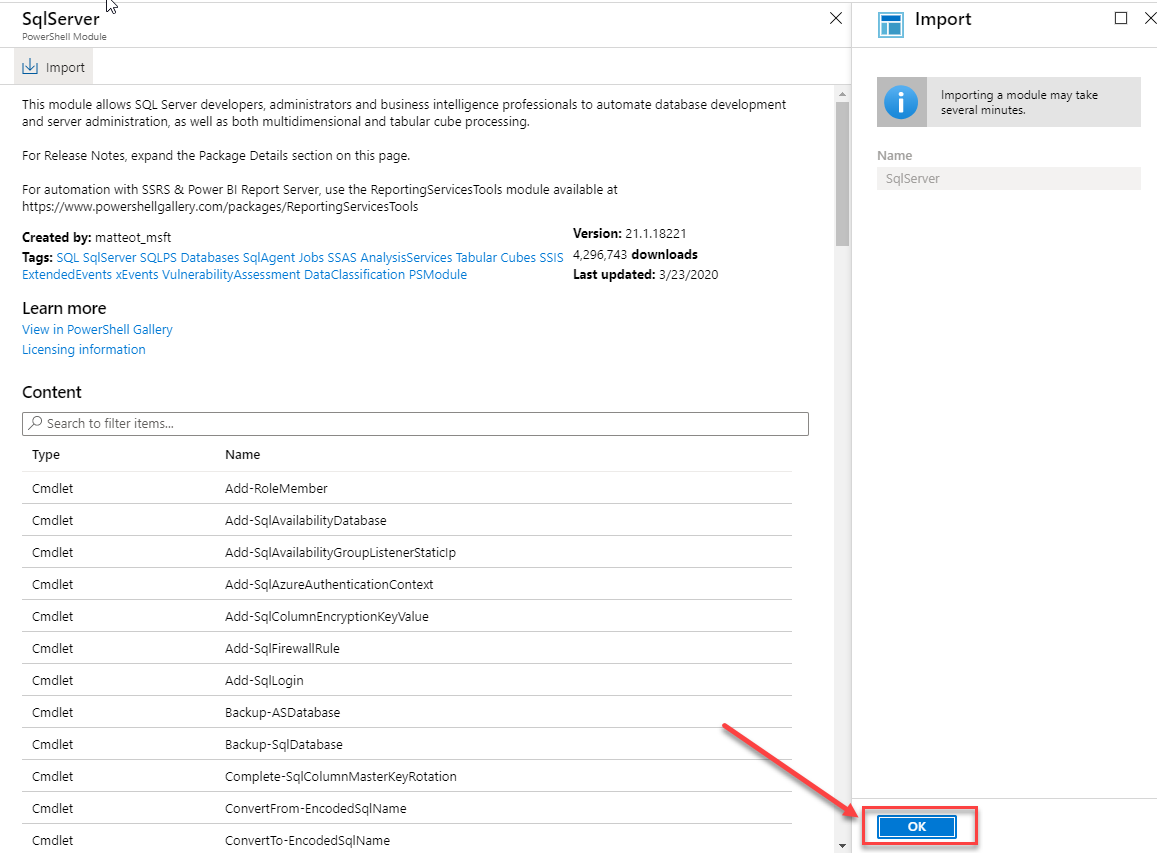 SqlServer
PowerShell Module
Import
This module allows SQL Server developers, administrators and business intelligence professionals to automate database development
and server administration, as well as both multidimensional and tabular cube processing.
For Release Notes, expand the Package Details section on this page.
For automation with SSRS & Power BI Report Server, use the ReportingServicesTools module available at
https://www.powershellgallery.com/packages/ReportingServicesTools
Created by: matteot_msft
Tags: SQL SqlServer SQLPS Databases SqlAgent Jobs SSAS AnalysisServices Tabular Cubes SSIS
ExtendedEvents xEvents VulnerabilityAssessment DataClassification PSModule
Version: 21.1.18221
4,296,743 downloads
Last updated: 3/23/2020
Learn more
View in PowerShell Gallery
Licensing information
Content
Search to filter items...
Type Name
Cmdlet Add-RoleMember
Cmdlet Add-SqlAvailabilityDatabase
Cmdlet Add-SqlAvailabilityGroupListenerStaticIp
Cmdlet Add-SqlAzureAuthenticationContext
Cmdlet Add-SqlColumnEncryptionKeyValue
Cmdlet Add-SqlFirewallRule
Cmdlet Add-SqlLogin
Cmdlet Backup-ASDatabase
Cmdlet Backup-SqlDatabase
Cmdlet Complete-SqlColumnMasterKeyRotation
Cmdlet ConvertFrom-EncodedSqlName
Cmdlet ConvertTo-EncodedSqlName
Import
Importing a module may take
several minutes.
Name
SqlServer
OK